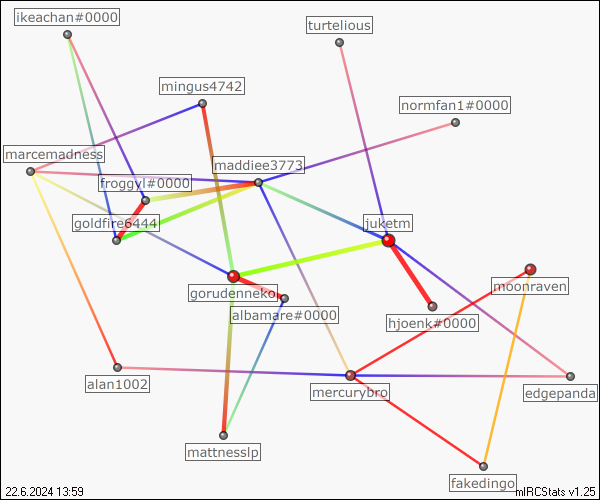 ikeachan#0000
turtelious
mingus4742
normfan1#0000
marcemadness
maddiee3773
froggyl#0000
goldfire6444
juketm
moonraven
gorudenneko
albamare#0000
hjoenk#0000
alan1002
mercurybro
edgepanda
mattnesslp
fakedingo
22.6.2024 13:59
mIRCStats v1.25